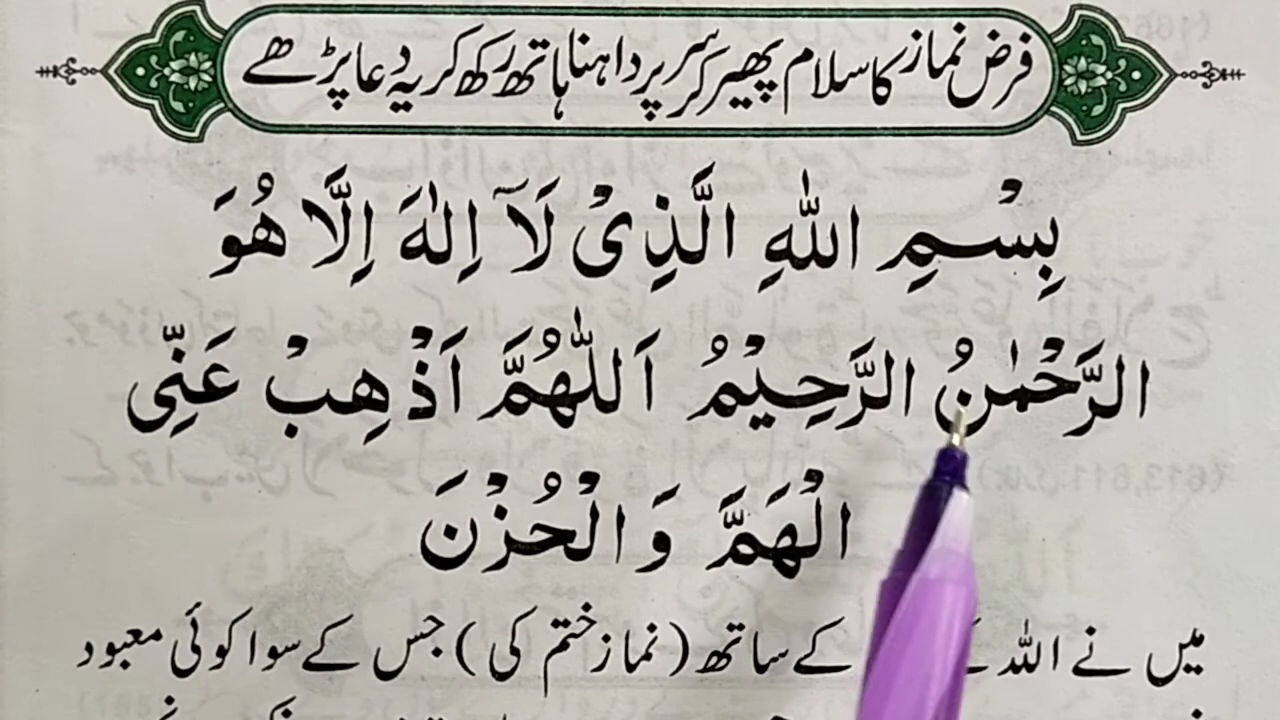 فرض نماز کا سلام پھیر کر سر پر داہنا ہاتھ رکھ کر یہ دعا پڑھے
بِسْمِ اللّٰهِ الَّذِیْ لَآ اِلٰهَ اِلَّا هُوَ
الرَّحْمٰنُ الرَّحِیْمُ اَللّٰهُمَّ اَذْهِبْ عَنِّی
الْهَمَّ وَالْحُزْنَ
میں نے اللہ کے ساتھ (نماز ختم کی) جس کے سوا کوئی معبود